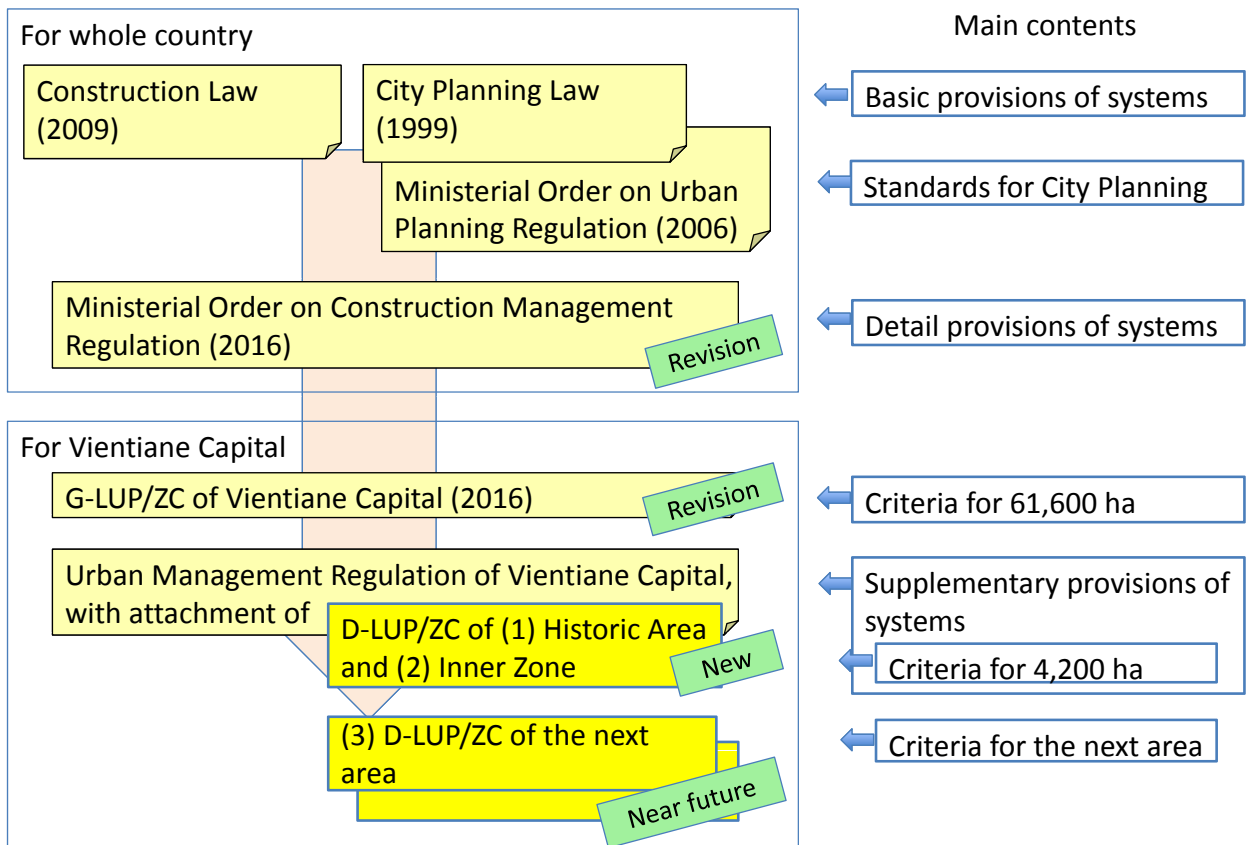 For whole country
Main contents
Construction Law
(2009)
City Planning Law
(1999)
Basic provisions of systems
Ministerial Order on Urban
Planning Regulation (2006)
Standards for City Planning
Ministerial Order on Construction Management
Regulation (2016)
Revision
Detail provisions of systems
For Vientiane Capital
G-LUP/ZC of Vientiane Capital (2016)
Revision
Criteria for 61,600 ha
Urban Management Regulation of Vientiane Capital,
with attachment of
Supplementary provisions of
systems
D-LUP/ZC of (1) Historic Area
and (2) Inner Zone
New
Criteria for 4,200 ha
(3) D-LUP/ZC of the next
area
Near future
Criteria for the next area